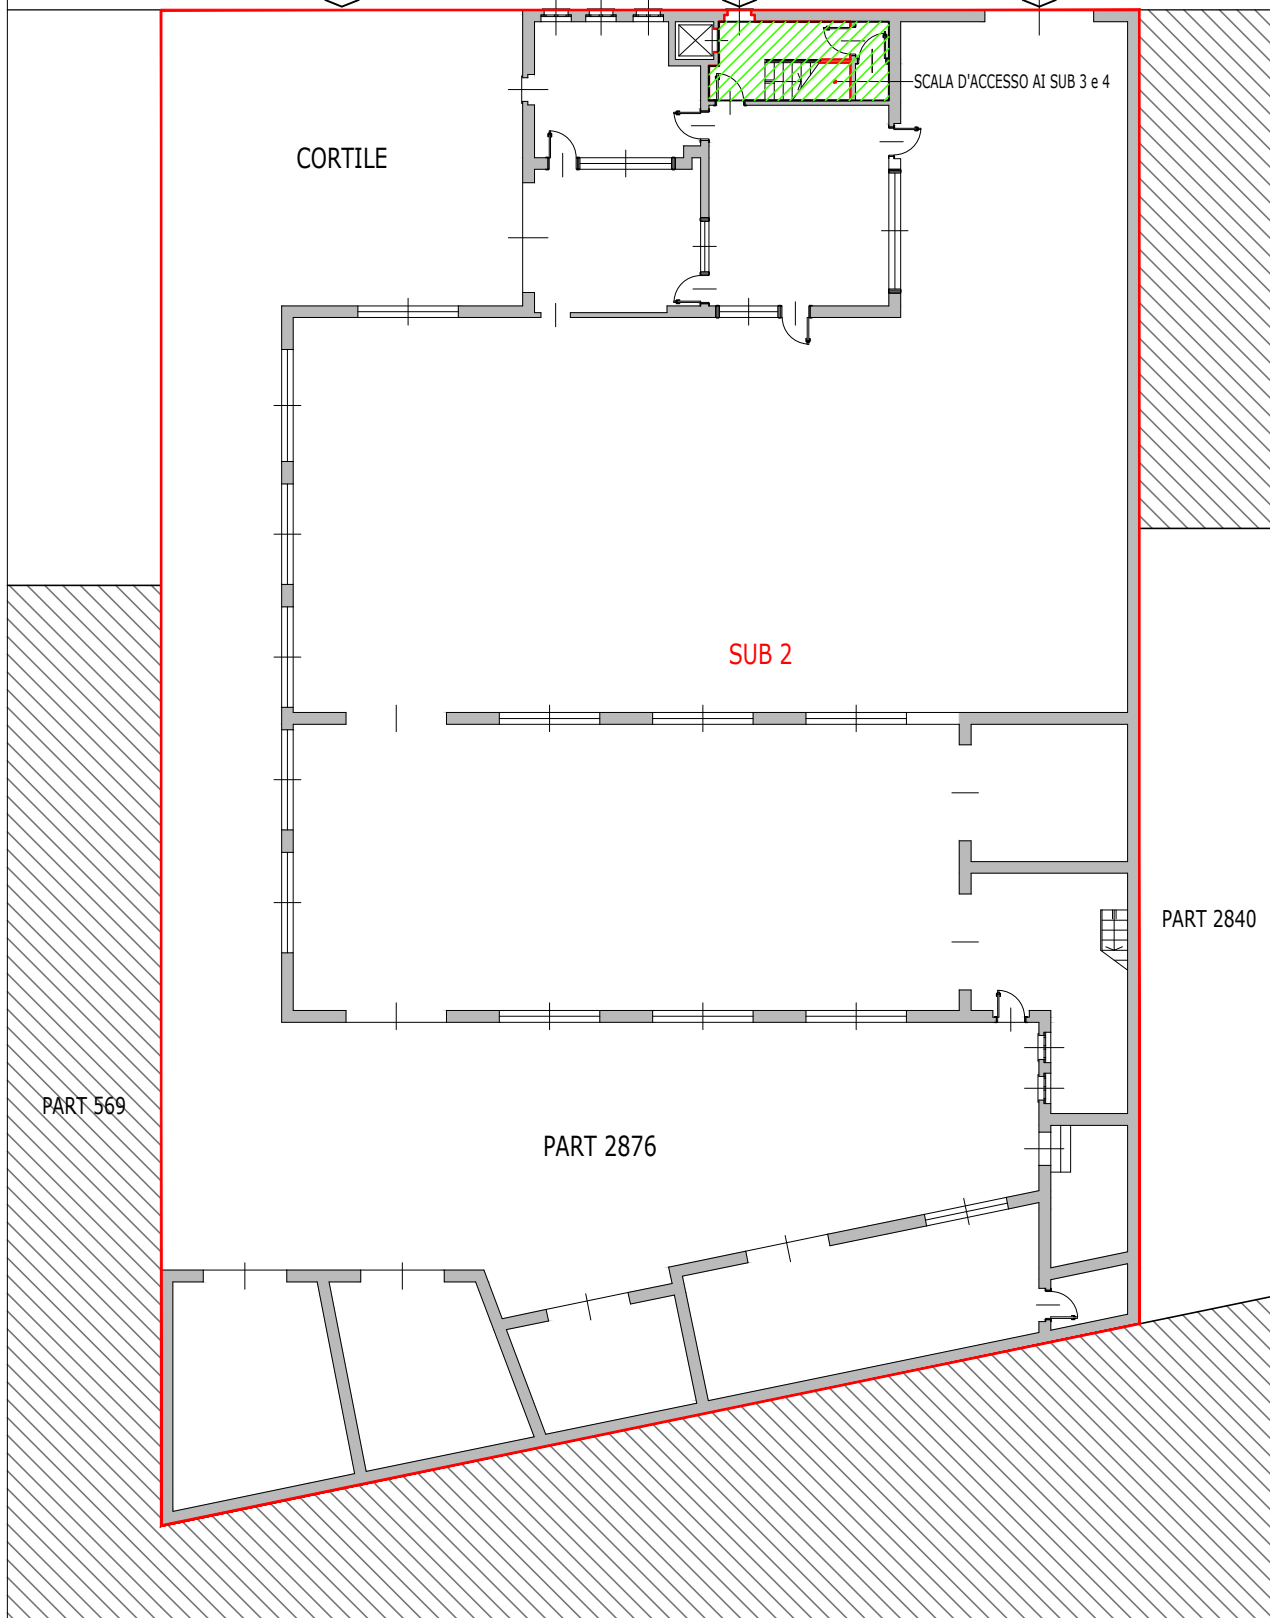 SCALA D'ACCESSO AI SUB 3 e 4
CORTILE
SUB 2
PART 2840
PART 569
PART 2876